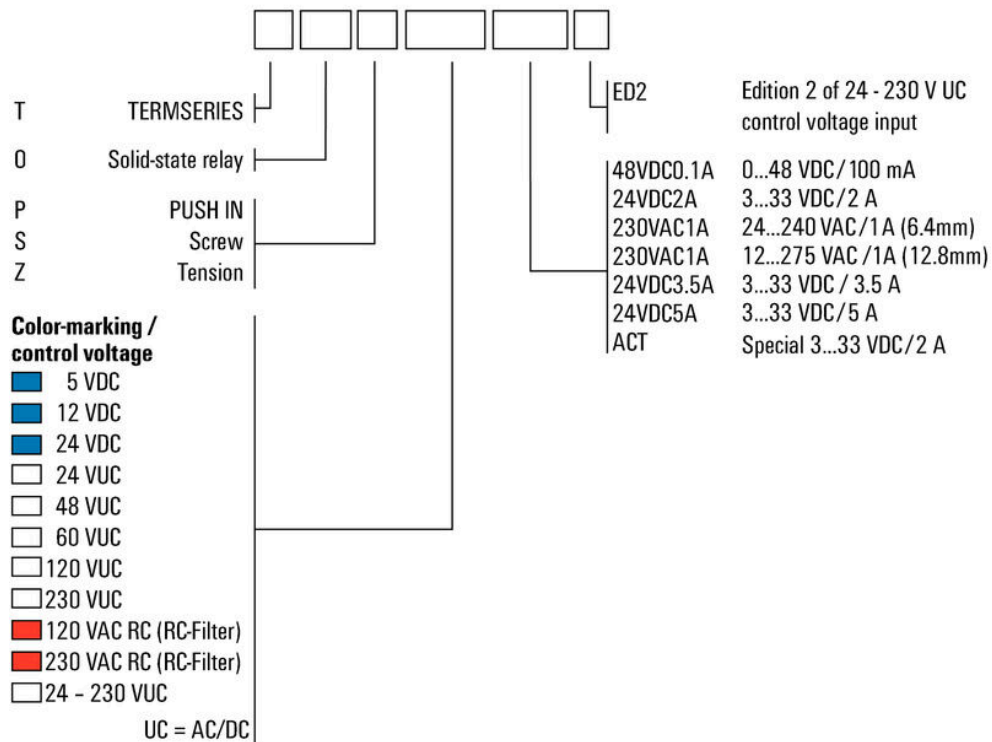 T TERMSERIES
O Solid-state relay
P PUSH IN
S Screw
Z Tension
Color-marking /
control voltage
5 VDC
12 VDC
24 VDC
24 VUC
48 VUC
60 VUC
120 VUC
230 VUC
120 VAC RC (RC-Filter)
230 VAC RC (RC-Filter)
24 – 230 VUC
UC = AC/DC
ED2 Edition 2 of 24 - 230 V UC
control voltage input
48VDC0.1A 0...48 VDC/100 mA
24VDC2A 3...33 VDC/2 A
230VAC1A 24...240 VAC/1A (6.4mm)
230VAC1A 12...275 VAC/1A (12.8mm)
24VDC3.5A 3...33 VDC / 3.5 A
24VDC5A 3...33 VDC/5 A
ACT Special 3...33 VDC/2 A